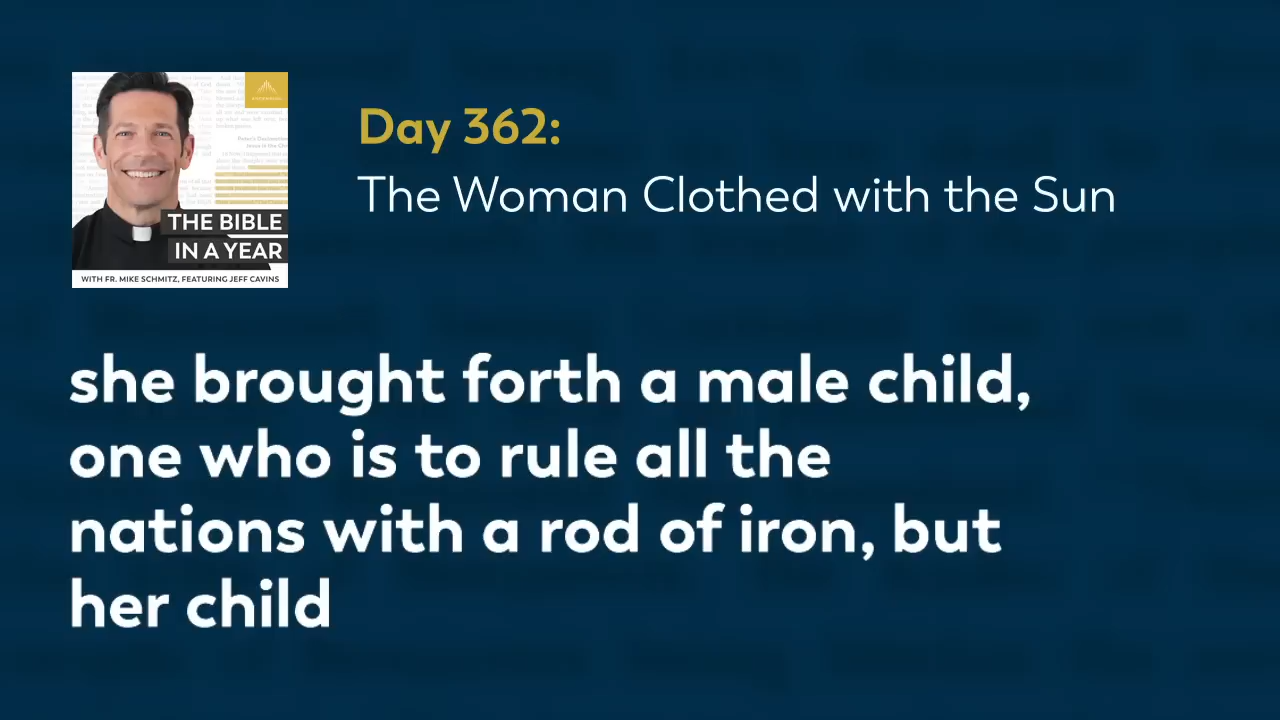 THE BIBLE
IN A YEAR
WITH FR. MIKE SCHMITZ, FEATURING JEFF CAVINS
Day 362:
The Woman Clothed with the Sun
she brought forth a male child,
one who is to rule all the
nations with a rod of iron, but
her child